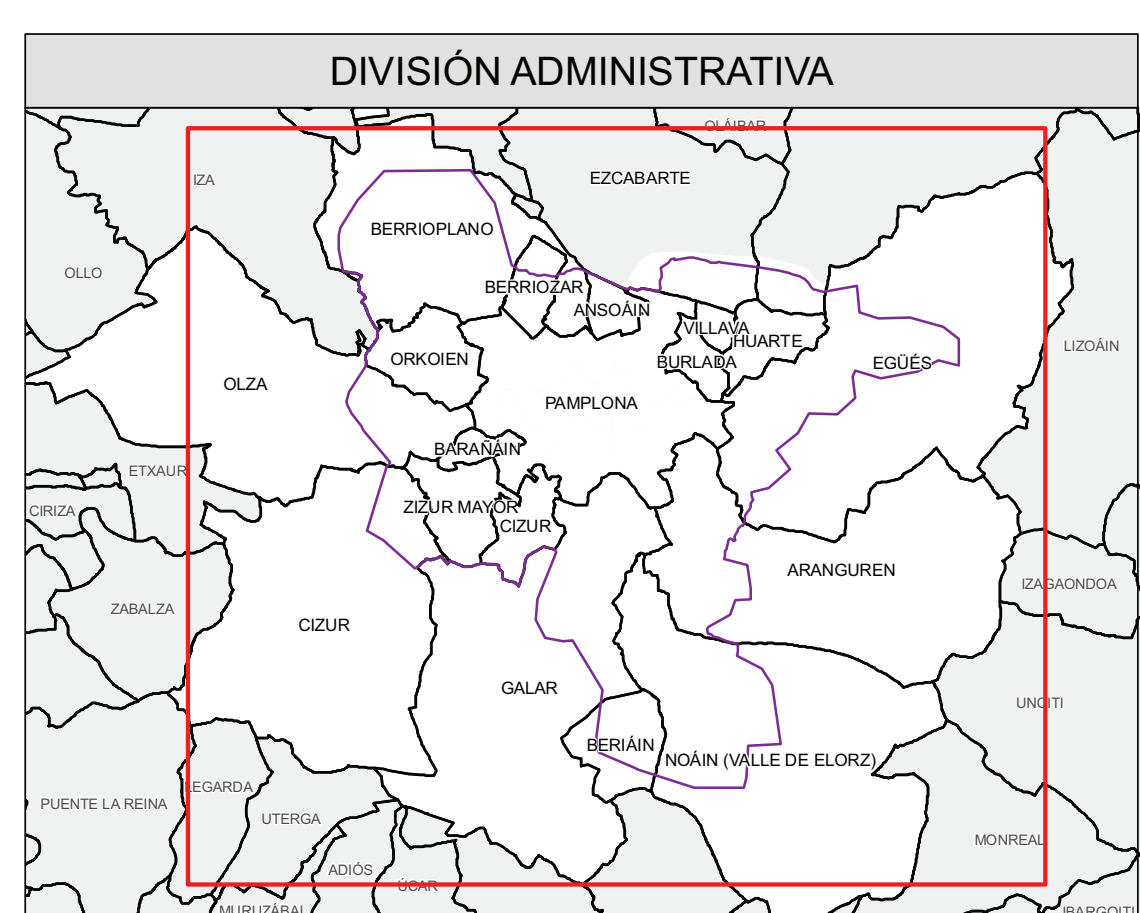 DIVISIÓN ADMINISTRATIVA
OLÁIBAR
IZA
EZCABARTE
BERRIOPLANO
OLLO
BERRIOZAR
ANSOÁIN
VILLAVA
HUARTE
LIZOÁIN
ORKOIEN
BURLADA
EGÜÉS
OLZA
PAMPLONA
BARAÑÁIN
ETXAUR
CIRIZA
ZIZUR MAYOR
CIZUR
ARANGUREN
IZAGAONDOA
ZABALZA
CIZUR
GALAR
UNCITI
BERIÁIN
NOÁIN (VALLE DE ELORZ)
LEGARDA
PUENTE LA REINA
UTERGA
MONREAL
ADIÓS
ÚCAR
MURUZÁBAL
IBARGOITI